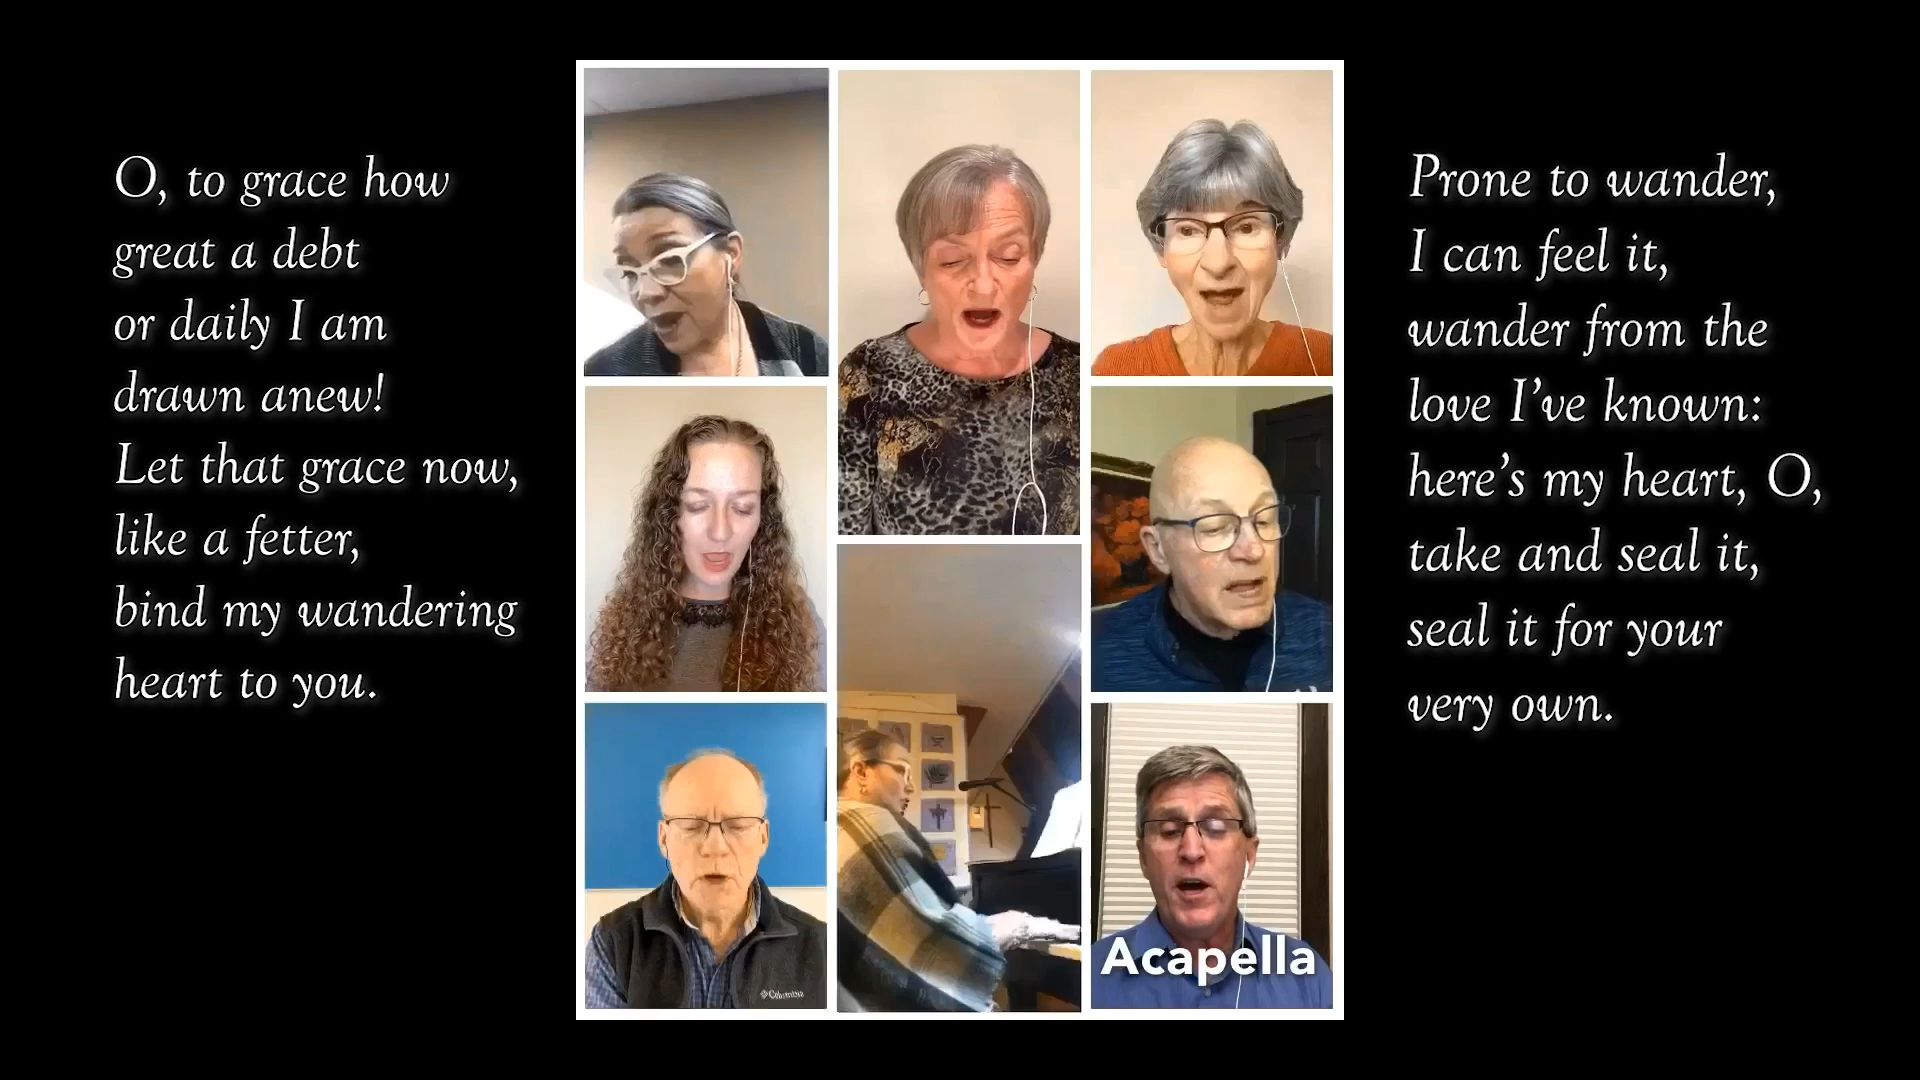 O, to grace how
great a debt
or daily I am
drawn anew!
Let that grace now,
like a fetter,
bind my wandering
heart to you.
Prone to wander,
I can feel it,
wander from the
love I've known:
here's my heart, O,
take and seal it,
seal it for your
very own.
Columbia
Acapella